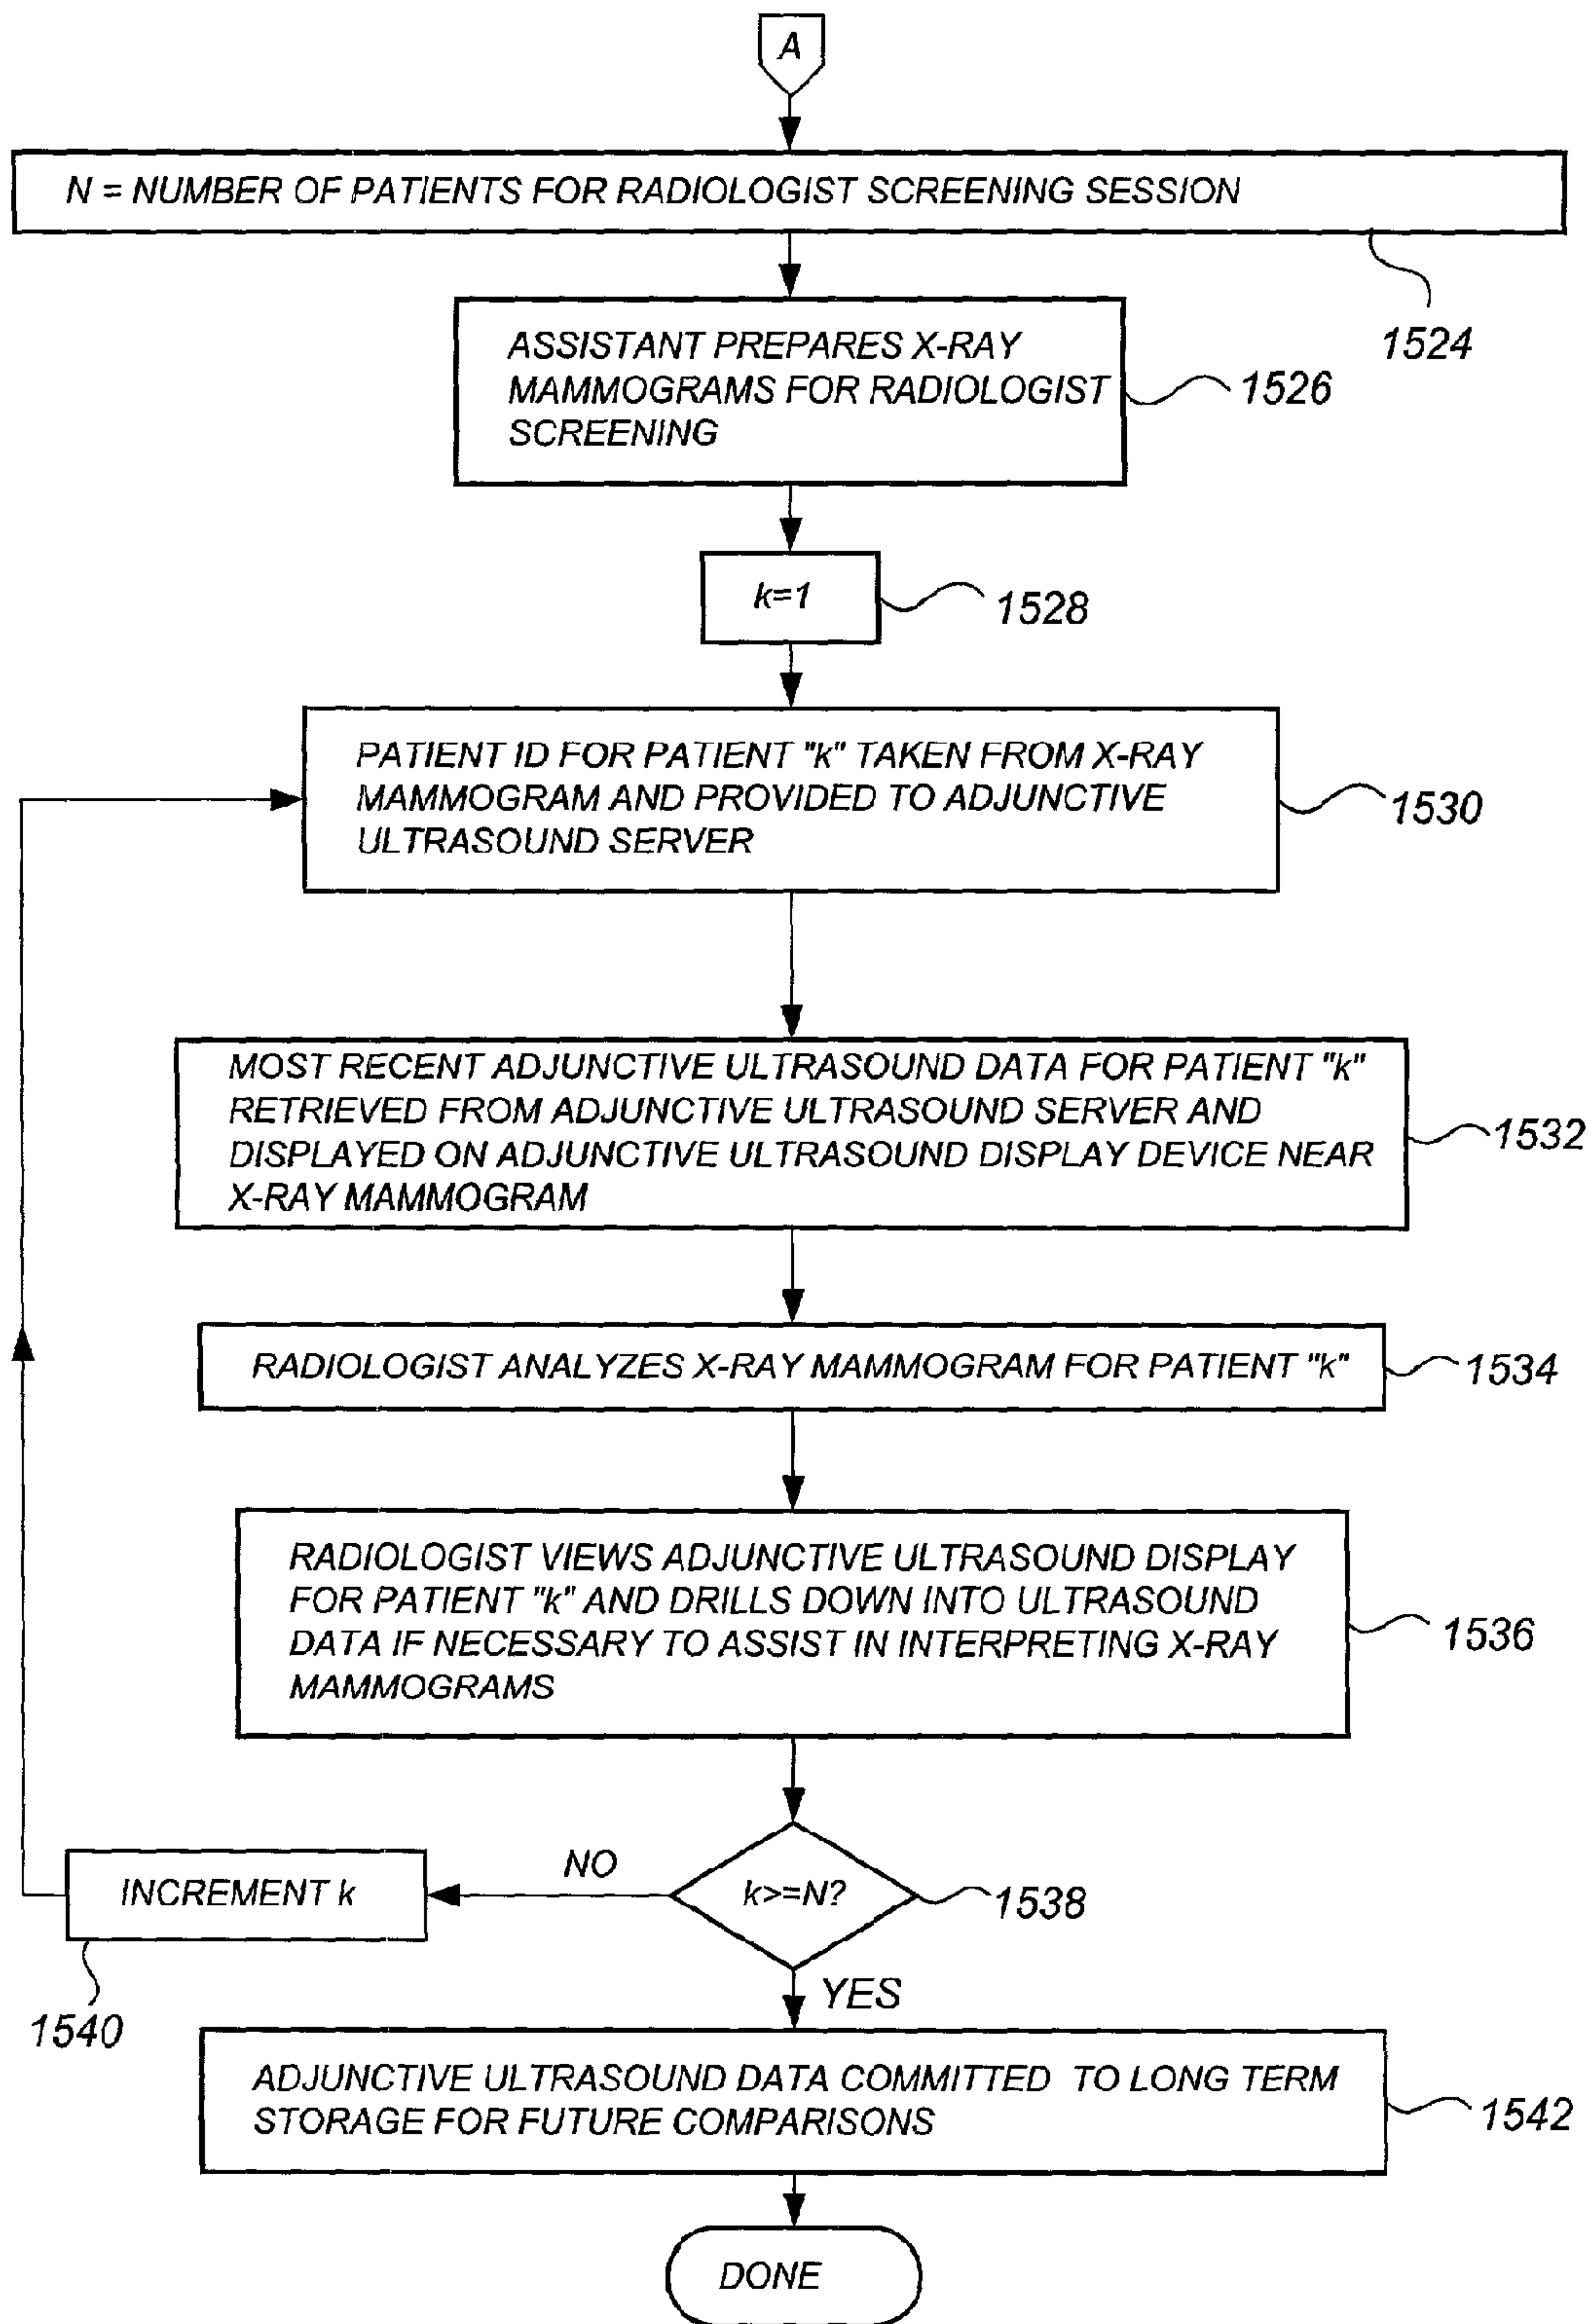 A
N = NUMBER OF PATIENTS FOR RADIOLOGIST SCREENING SESSION
1524
ASSISTANT PREPARES X-RAY
MAMMOGRAMS FOR RADIOLOGIST
SCREENING
1526
k=1
1528
PATIENT ID FOR PATIENT "k" TAKEN FROM X-RAY
MAMMOGRAM AND PROVIDED TO ADJUNCTIVE
ULTRASOUND SERVER
1530
MOST RECENT ADJUNCTIVE ULTRASOUND DATA FOR PATIENT "k"
RETRIEVED FROM ADJUNCTIVE ULTRASOUND SERVER AND
DISPLAYED ON ADJUNCTIVE ULTRASOUND DISPLAY DEVICE NEAR
X-RAY MAMMOGRAM
1532
RADIOLOGIST ANALYZES X-RAY MAMMOGRAM FOR PATIENT "k"
1534
RADIOLOGIST VIEWS ADJUNCTIVE ULTRASOUND DISPLAY
FOR PATIENT "k" AND DRILLS DOWN INTO ULTRASOUND
DATA IF NECESSARY TO ASSIST IN INTERPRETING X-RAY
MAMMOGRAMS
1536
k>=N?
1538
NO
INCREMENT k
1540
YES
ADJUNCTIVE ULTRASOUND DATA COMMITTED TO LONG TERM
STORAGE FOR FUTURE COMPARISONS
1542
DONE